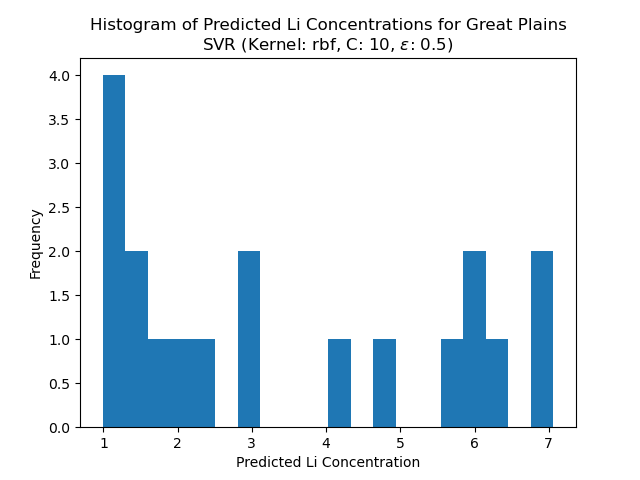 Histogram of Predicted Li Concentrations for Great Plains
SVR (Kernel: rbf, C: 10, ε: 0.5)
4.0
3.5
3.0
2.5
2.0
1.5
1.0
0.5
0.0
Frequency
1 2 3 4 5 6 7
Predicted Li Concentration